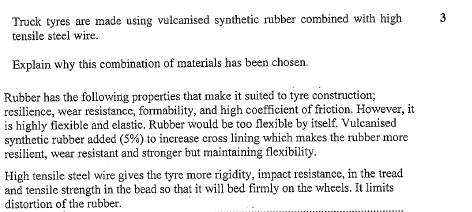 Truck tyres are made using vulcanised synthetic rubber combined with high 3
tensile steel wire.
Explain why this combination of materials has been chosen.
Rubber has the following properties that make it suited to tyre construction;
resilience, wear resistance, formability, and high coefficient of friction. However, it
is highly flexible and elastic. Rubber would be too flexible by itself. Vulcanised
synthetic rubber added (5%) to increase cross lining which makes the rubber more
resilient, wear resistant and stronger but maintaining flexibility.
High tensile steel wire gives the tyre more rigidity, impact resistance, in the tread
and tensile strength in the bead so that it will bed firmly on the wheels. It limits
distortion of the rubber.